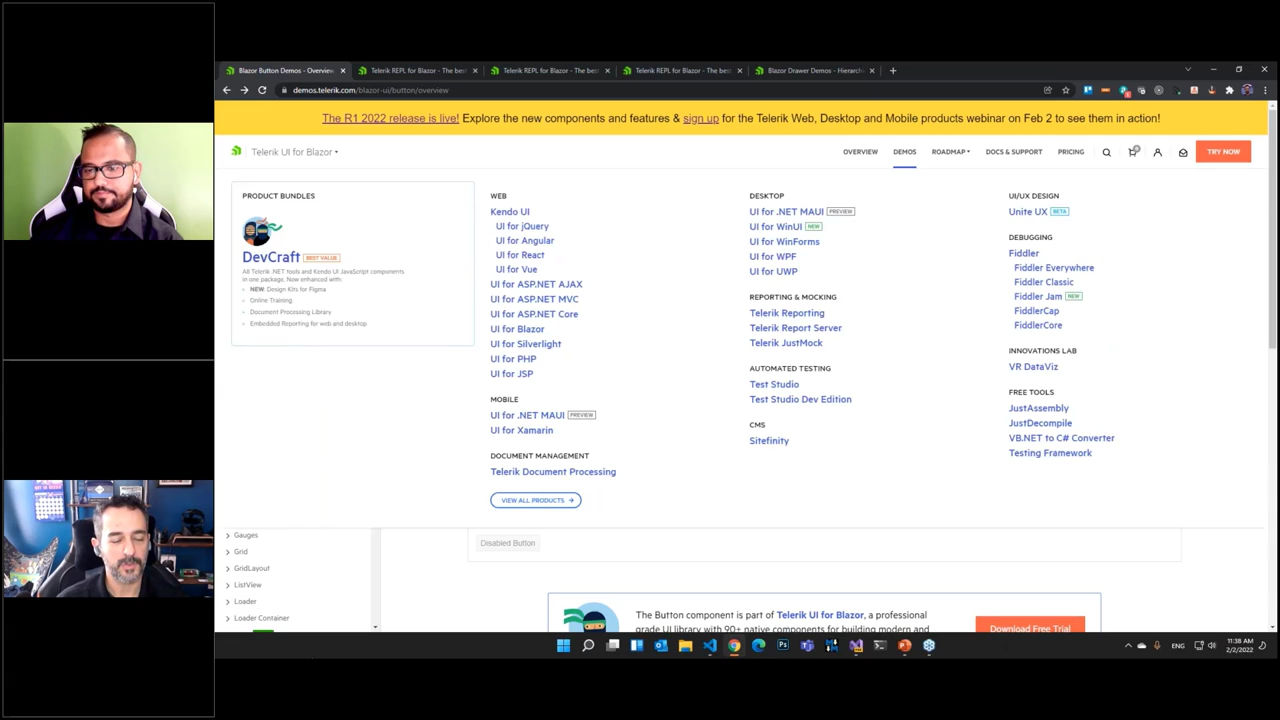 Blazor Button Demos - Overview
Telerik REPL for Blazor - The best
Telerik REPL for Blazor - The best
Telerik REPL for Blazor - The best
Blazor Drawer Demos - Hierarch
demos.telerik.com/blazor-ui/button/overview
The R1 2022 release is live! Explore the new components and features & sign up for the Telerik Web, Desktop and Mobile products webinar on Feb 2 to see them in action!
Telerik UI for Blazor
OVERVIEW DEMOS ROADMAP DOCS & SUPPORT PRICING TRY NOW
PRODUCT BUNDLES
DevCraft BEST VALUE
All Telerik .NET tools and Kendo UI JavaScript components
in one package. Now enhanced with:
NEW: Design Kits for Figma
Online Training
Document Processing Library
Embedded Reporting for web and desktop
WEB
Kendo UI
UI for jQuery
UI for Angular
UI for React
UI for Vue
UI for ASP.NET AJAX
UI for ASP.NET MVC
UI for ASP.NET Core
UI for Blazor
UI for Silverlight
UI for PHP
UI for JSP
MOBILE
UI for .NET MAUI PREVIEW
UI for Xamarin
DOCUMENT MANAGEMENT
Telerik Document Processing
VIEW ALL PRODUCTS
DESKTOP
UI for .NET MAUI PREVIEW
UI for WinUI NEW
UI for WinForms
UI for WPF
UI for UWP
REPORTING & MOCKING
Telerik Reporting
Telerik Report Server
Telerik JustMock
AUTOMATED TESTING
Test Studio
Test Studio Dev Edition
CMS
Sitefinity
UI/UX DESIGN
Unite UX BETA
DEBUGGING
Fiddler
Fiddler Everywhere
Fiddler Classic
Fiddler Jam NEW
FiddlerCap
FiddlerCore
INNOVATIONS LAB
VR DataViz
FREE TOOLS
JustAssembly
JustDecompile
VB.NET to C# Converter
Testing Framework
Gauges
Grid
GridLayout
ListView
Loader
Loader Container
Disabled Button
The Button component is part of Telerik UI for Blazor, a professional
grade UI library with 90+ native components for building modern and
Download Free Trial
ENG
11:38 AM
2/2/2022